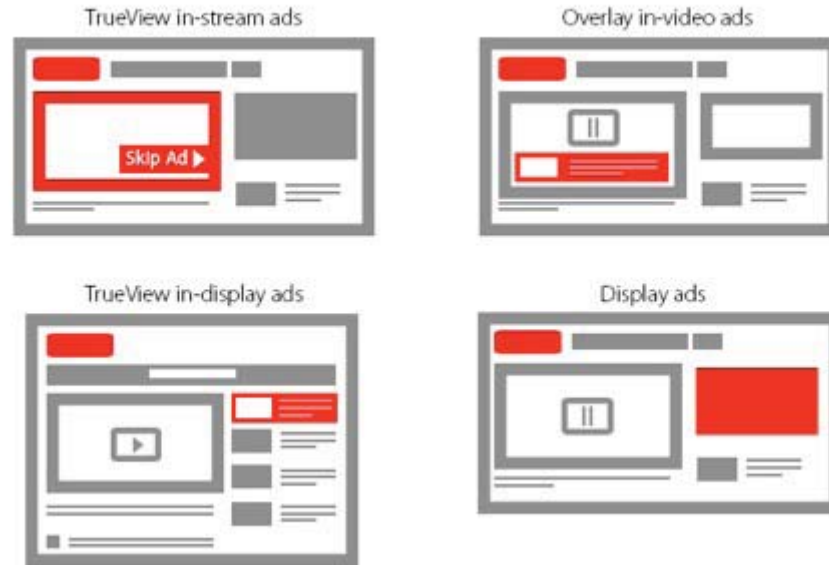 TrueView in-stream ads
Overlay in-video ads
Skip Ad
TrueView in-display ads
Display ads